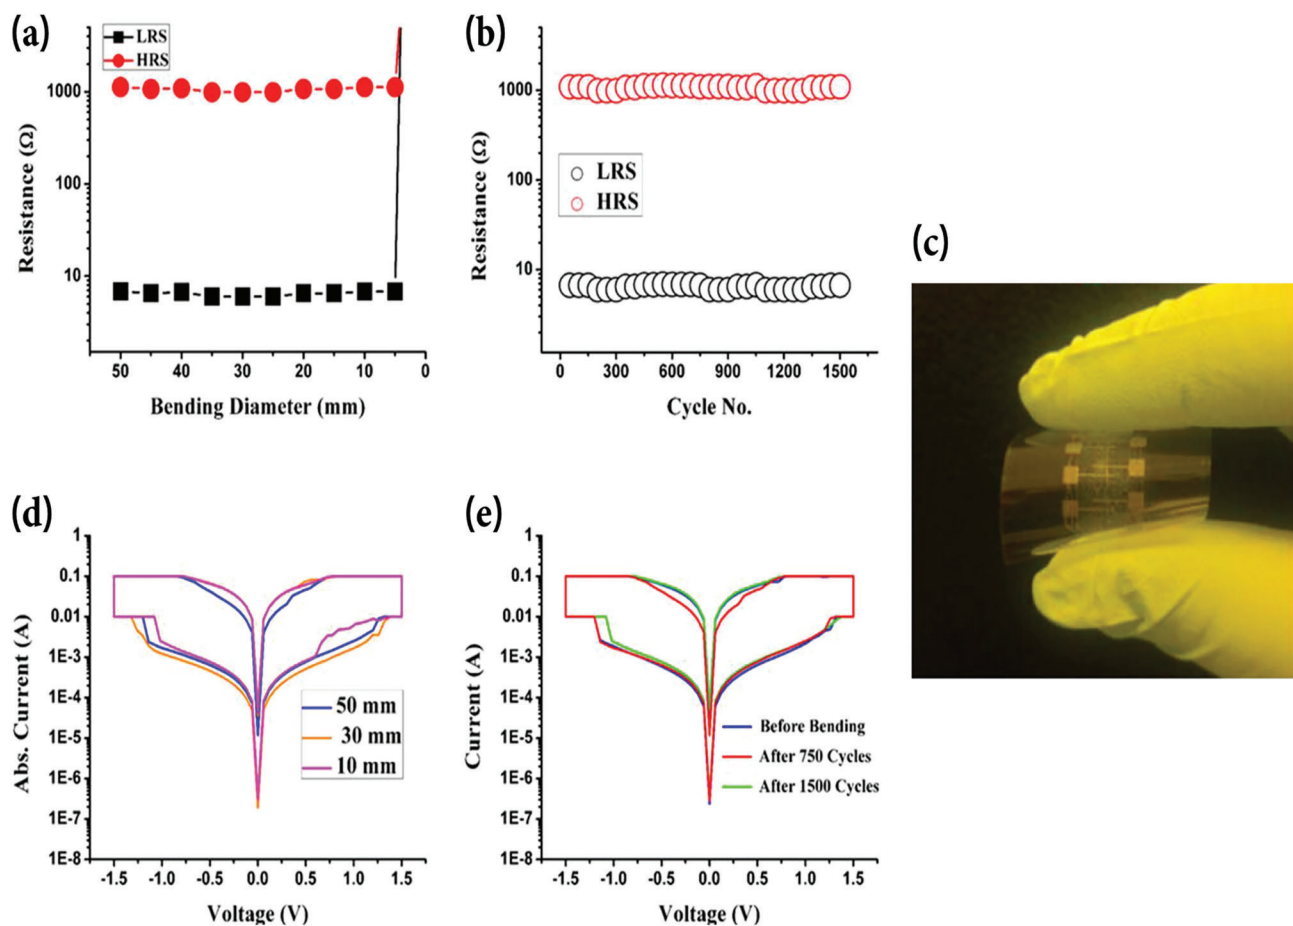 (a)
LRS
HRS
1000
100
10
Resistance (Ω)
50
40
30
20
10
0
Bending Diameter (mm)
(b)
1000
100
10
Resistance (Ω)
LRS
HRS
0
300
600
900
1200
1500
Cycle No.
(c)
(d)
1
0.1
0.01
1E-3
1E-4
1E-5
1E-6
1E-7
1E-8
Abs. Current (A)
50 mm
30 mm
10 mm
-1.5
-1.0
-0.5
0.0
0.5
1.0
1.5
Voltage (V)
(e)
1
0.1
0.01
1E-3
1E-4
1E-5
1E-6
1E-7
1E-8
Current (A)
Before Bending
After 750 Cycles
After 1500 Cycles
-1.5
-1.0
-0.5
0.0
0.5
1.0
1.5
Voltage (V)